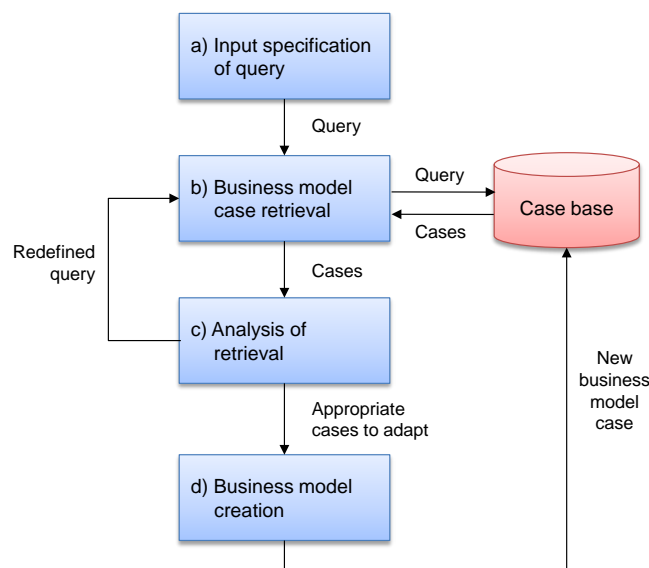 a) Input specification
of query
Query
b) Business model
case retrieval
Query
Case base
Cases
Redefined
query
Cases
c) Analysis of
retrieval
New
business
model
case
Appropriate
cases to adapt
d) Business model
creation